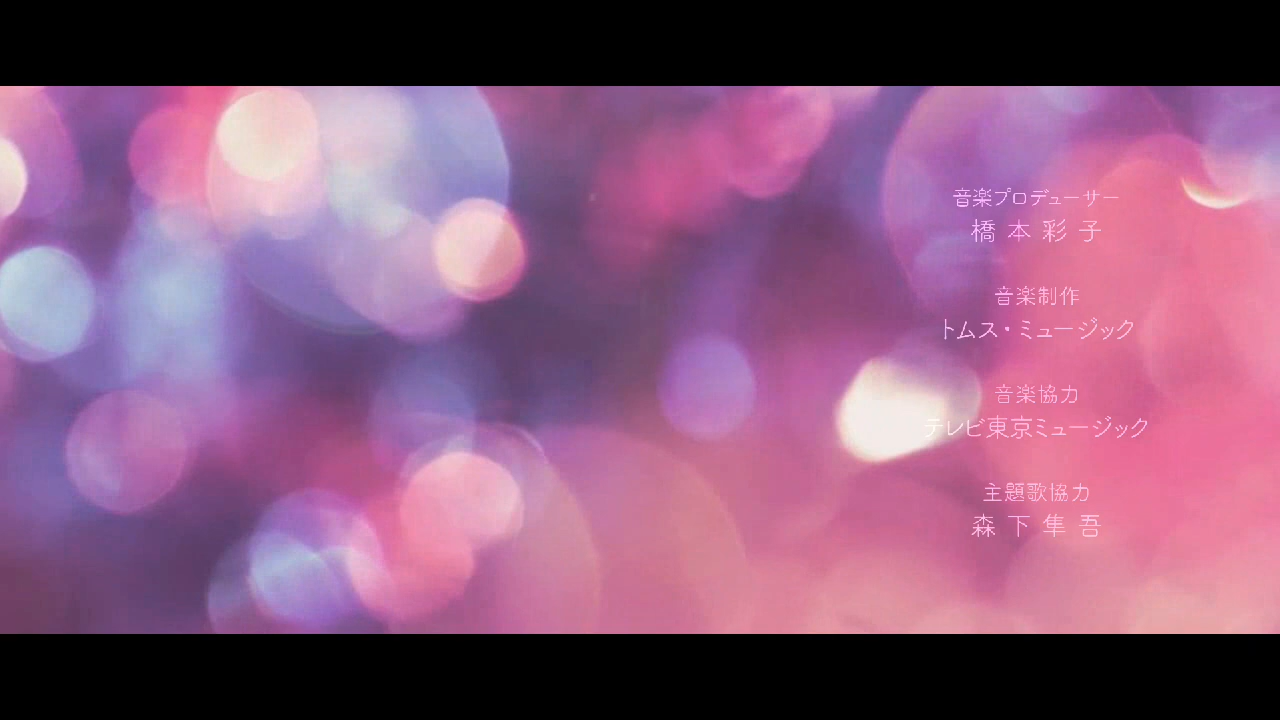 音楽プロデューサー
橋本彩子
音楽制作
トムス・ミュージック
音楽協力
テレビ東京ミュージック
主題歌協力
森下隼吾